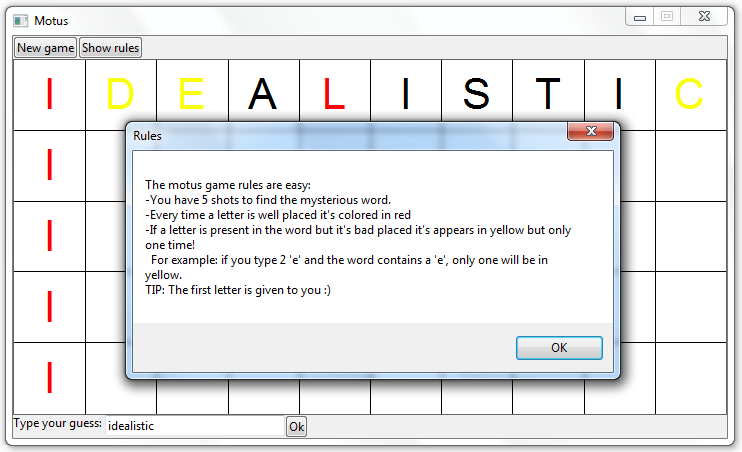 Motus
New game Show rules
I D E A L I S T I C
Rules
I
The motus game rules are easy:
-You have 5 shots to find the mysterious word.
-Every time a letter is well placed it's colored in red
-If a letter is present in the word but it's bad placed it's appears in yellow but only
one time!
For example: if you type 2 'e' and the word contains a 'e', only one will be in
yellow.
TIP: The first letter is given to you :)
I
I
OK
I
Type your guess: idealistic Ok